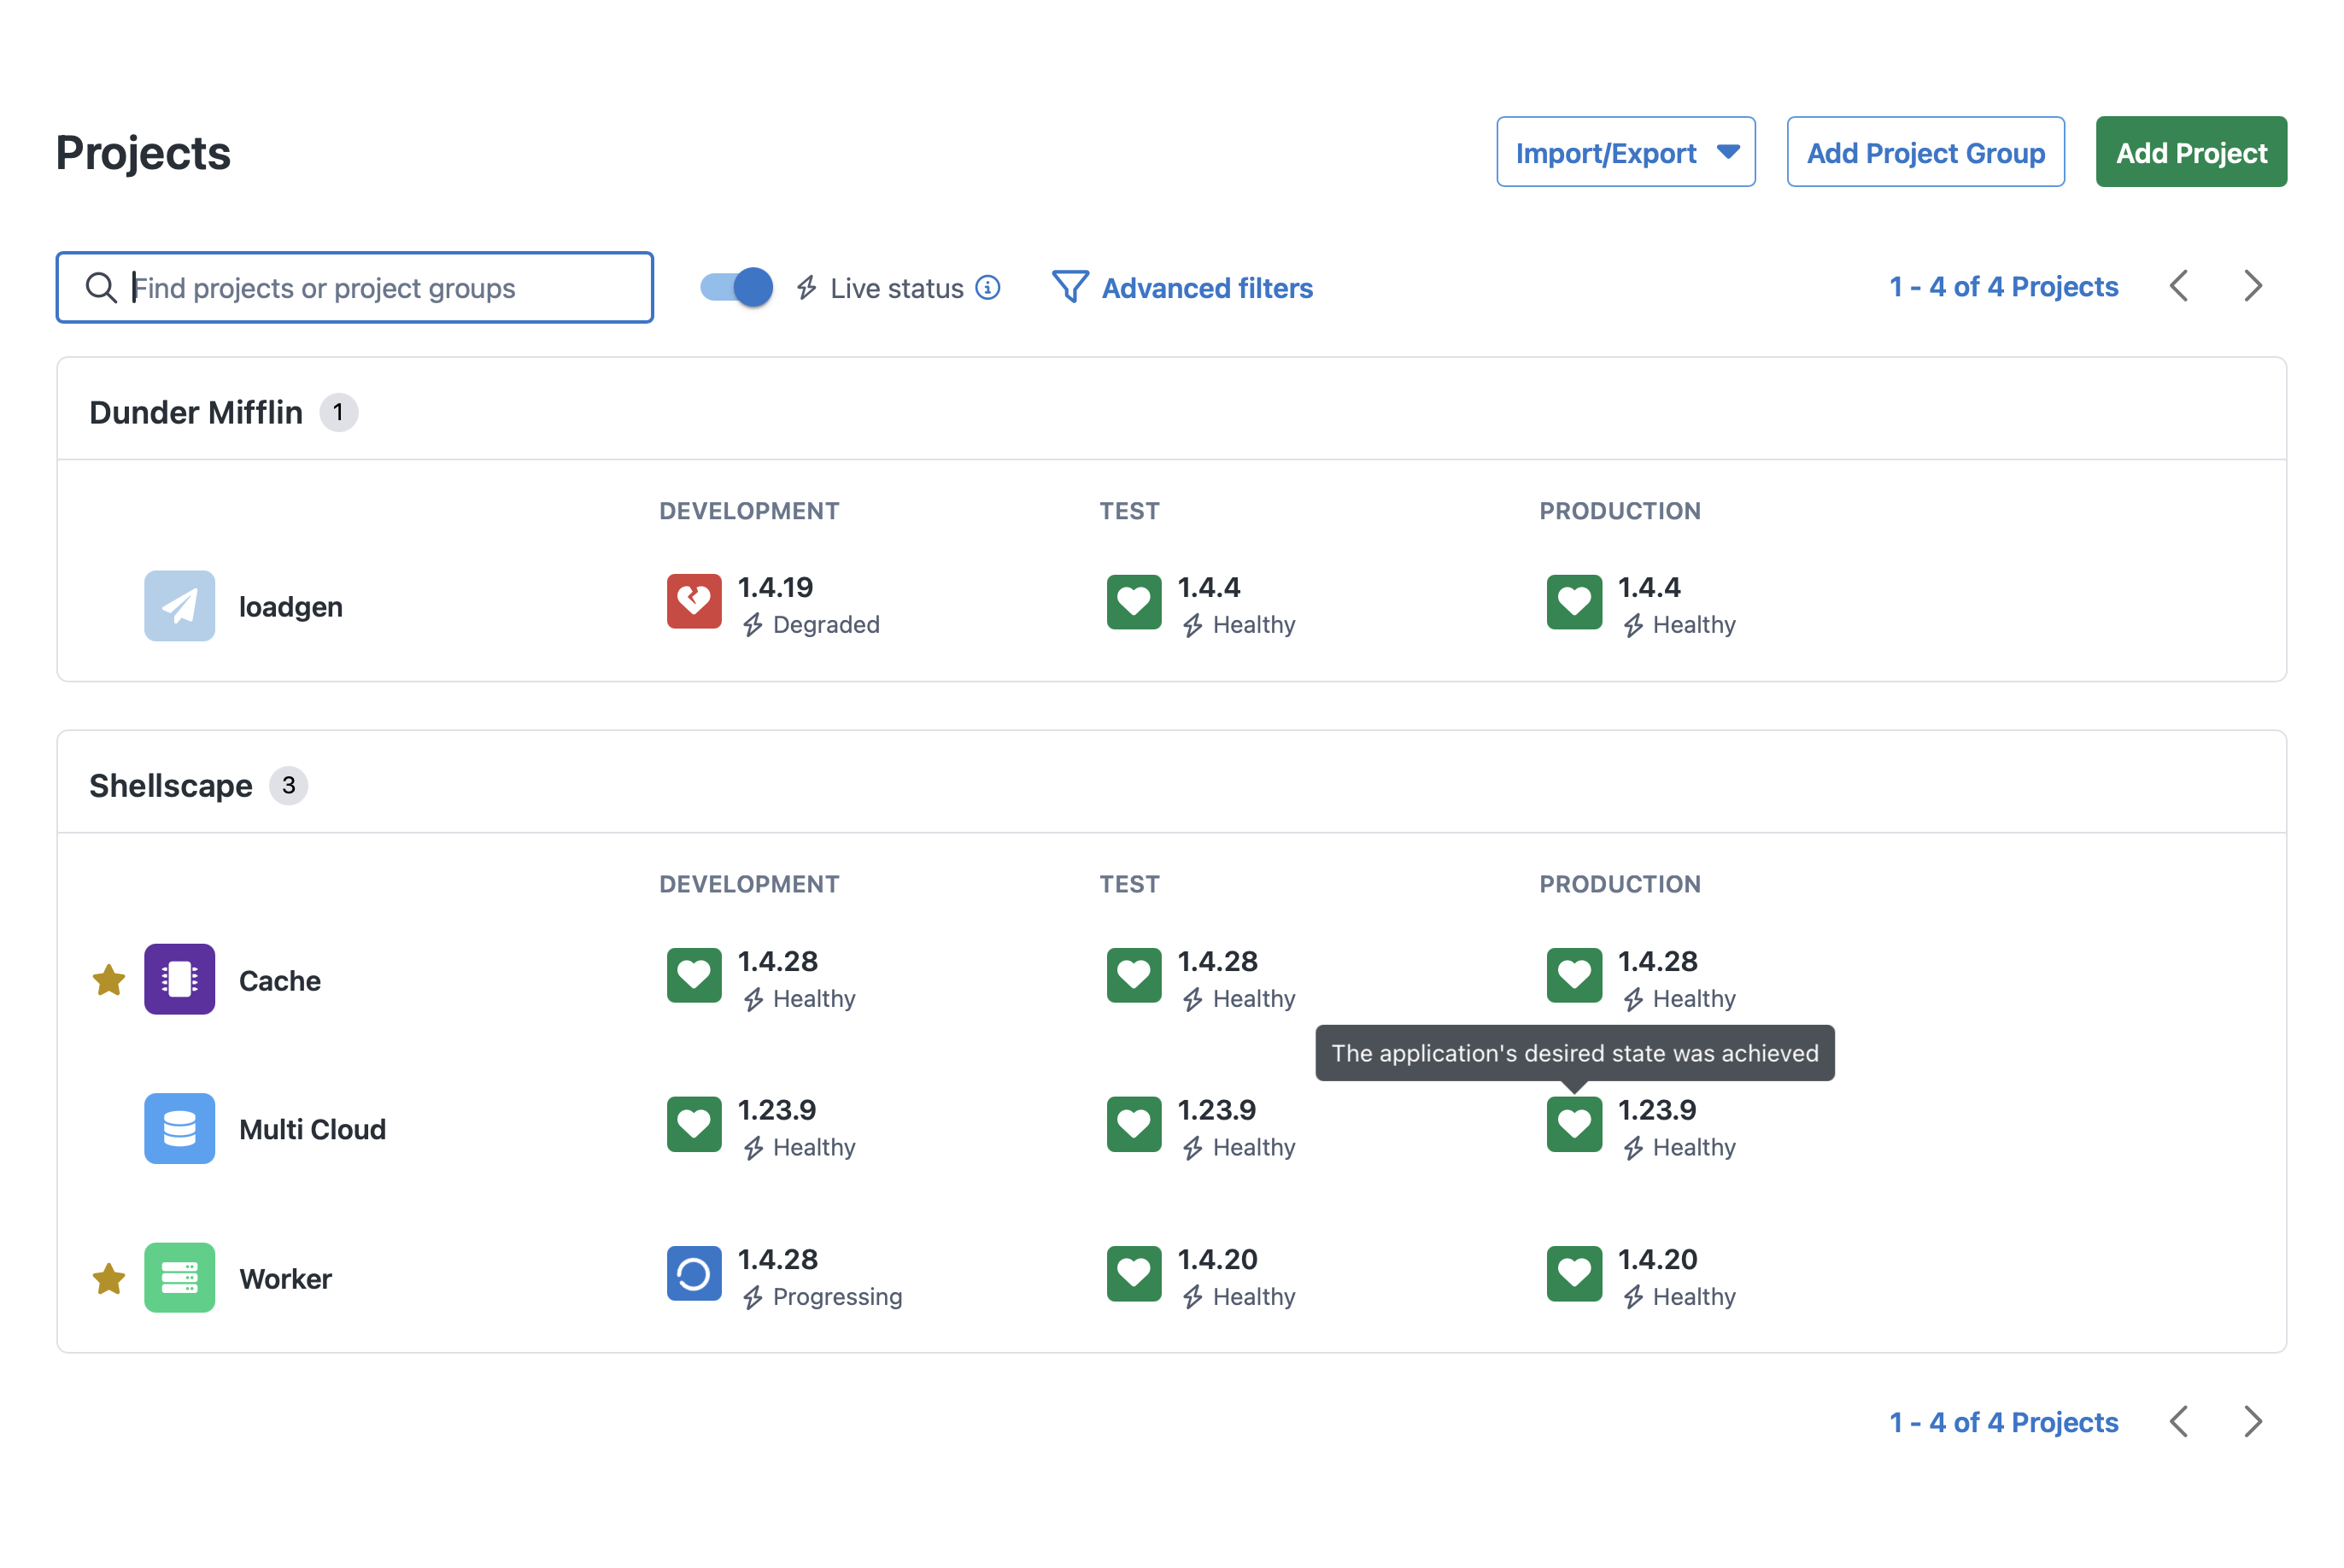 Projects
Import/Export
Add Project Group
Add Project
Find projects or project groups
Live status
Advanced filters
1 - 4 of 4 Projects
Dunder Mifflin 1
DEVELOPMENT TEST PRODUCTION
loadgen
1.4.19
Degraded
1.4.4
Healthy
1.4.4
Healthy
Shellscape 3
DEVELOPMENT TEST PRODUCTION
Cache
1.4.28
Healthy
1.4.28
Healthy
1.4.28
Healthy
The application's desired state was achieved
Multi Cloud
1.23.9
Healthy
1.23.9
Healthy
1.23.9
Healthy
Worker
1.4.28
Progressing
1.4.20
Healthy
1.4.20
Healthy
1 - 4 of 4 Projects